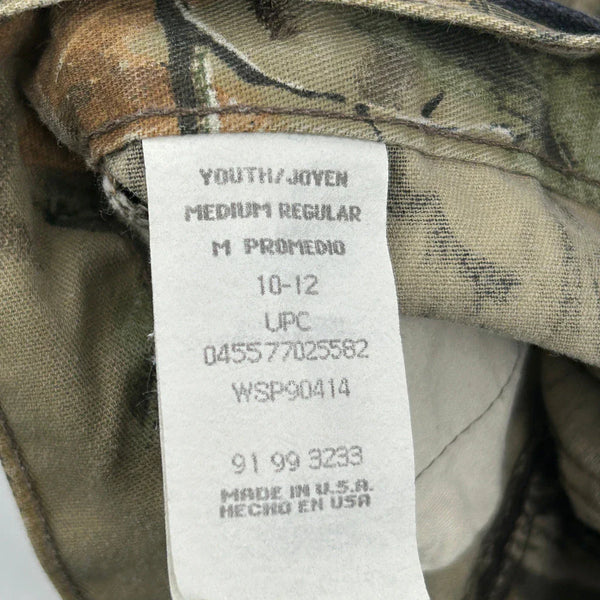 YOUTH/JOVEN
MEDIUM REGULAR
M PROMEDIO
10-12
UPC
045577025582
WSP90414
91 99 3233
MADE IN U.S.A.
HECHO EN USA